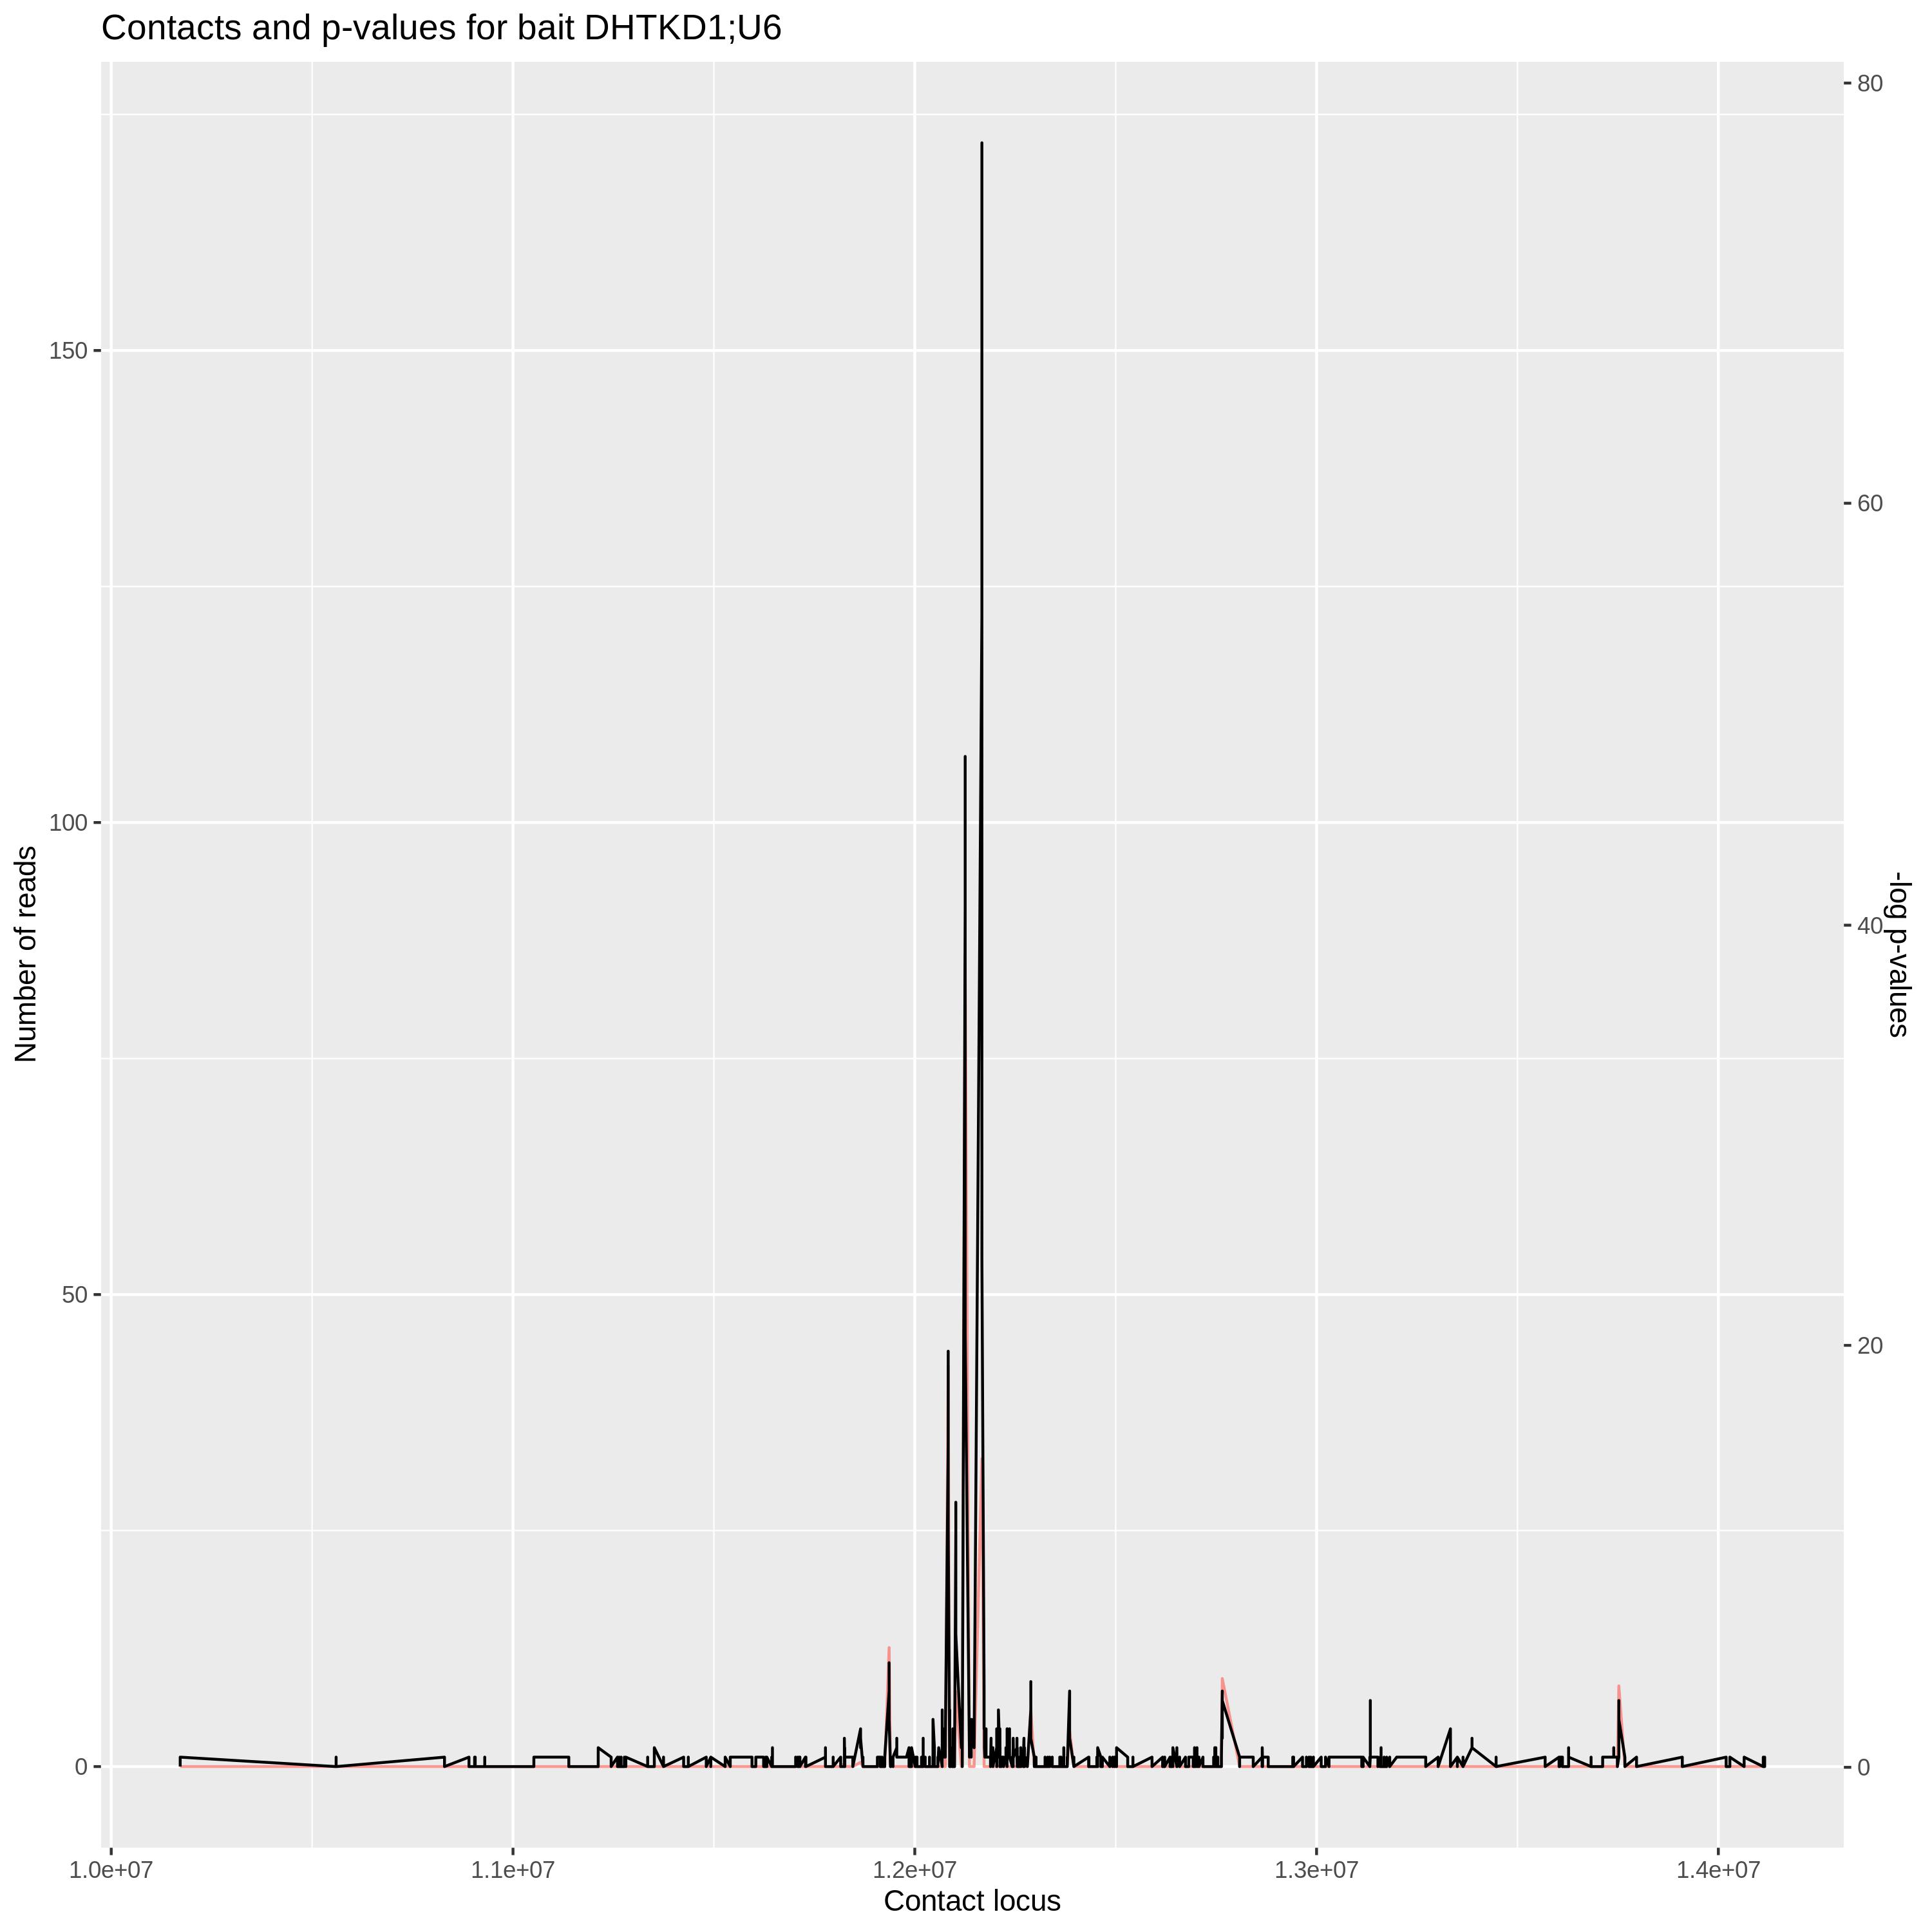 Contacts and p-values for bait DHTKD1;U6
80
150
60
100
40
50
20
0
0
Number of reads
-log p-values
1.0e+07
1.1e+07
1.2e+07
1.3e+07
1.4e+07
Contact locus